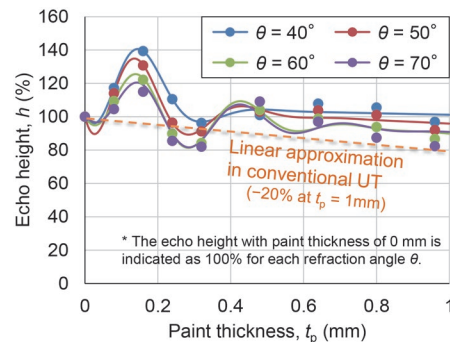 160
140
120
100
80
60
40
20
0
Echo height, h (%)
θ = 40° θ = 50°
θ = 60° θ = 70°
Linear approximation
in conventional UT
(−20% at tp = 1mm)
* The echo height with paint thickness of 0 mm is
indicated as 100% for each refraction angle θ.
0 0.2 0.4 0.6 0.8 1
Paint thickness, tp (mm)